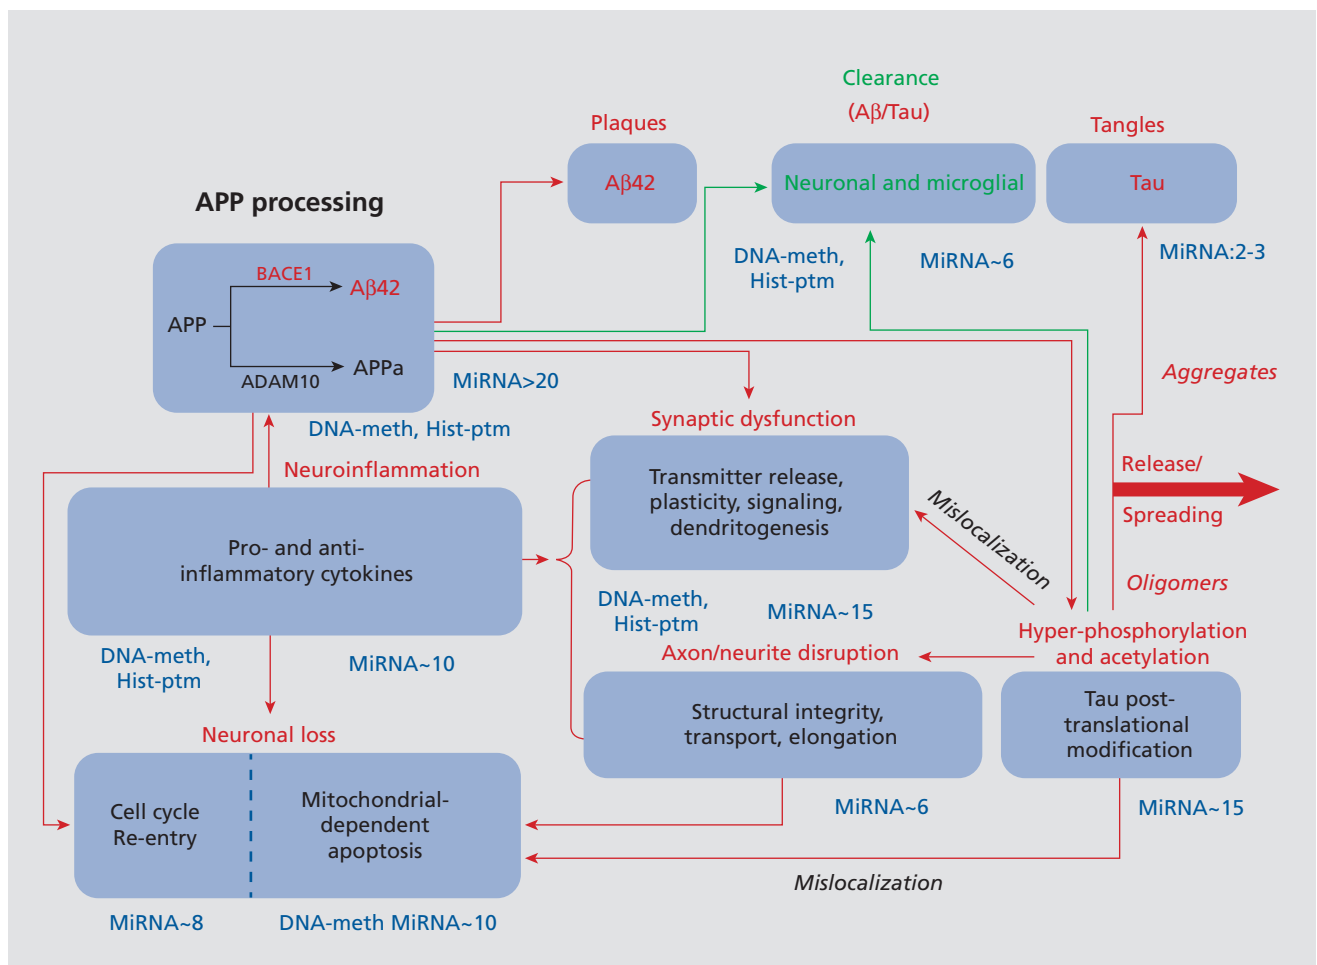 Clearance
(Aβ/Tau)
Plaques
Tangles
Aβ42
Neuronal and microglial
Tau
APP processing
DNA-meth,
Hist-ptm
MiRNA~6
MiRNA:2-3
BACE1
Aβ42
APP
ADAM10
APPa
MiRNA>20
DNA-meth, Hist-ptm
Aggregates
Synaptic dysfunction
Neuroinflammation
Transmitter release,
plasticity, signaling,
dendritogenesis
Mislocalization
Release/
Spreading
Pro- and anti-
inflammatory cytokines
Oligomers
DNA-meth,
Hist-ptm
MiRNA~15
Hyper-phosphorylation
and acetylation
DNA-meth,
Hist-ptm
MiRNA~10
Axon/neurite disruption
Structural integrity,
transport, elongation
Tau post-
translational
modification
Neuronal loss
Cell cycle
Re-entry
Mitochondrial-
dependent
apoptosis
MiRNA~6
MiRNA~15
Mislocalization
MiRNA~8
DNA-meth MiRNA~10